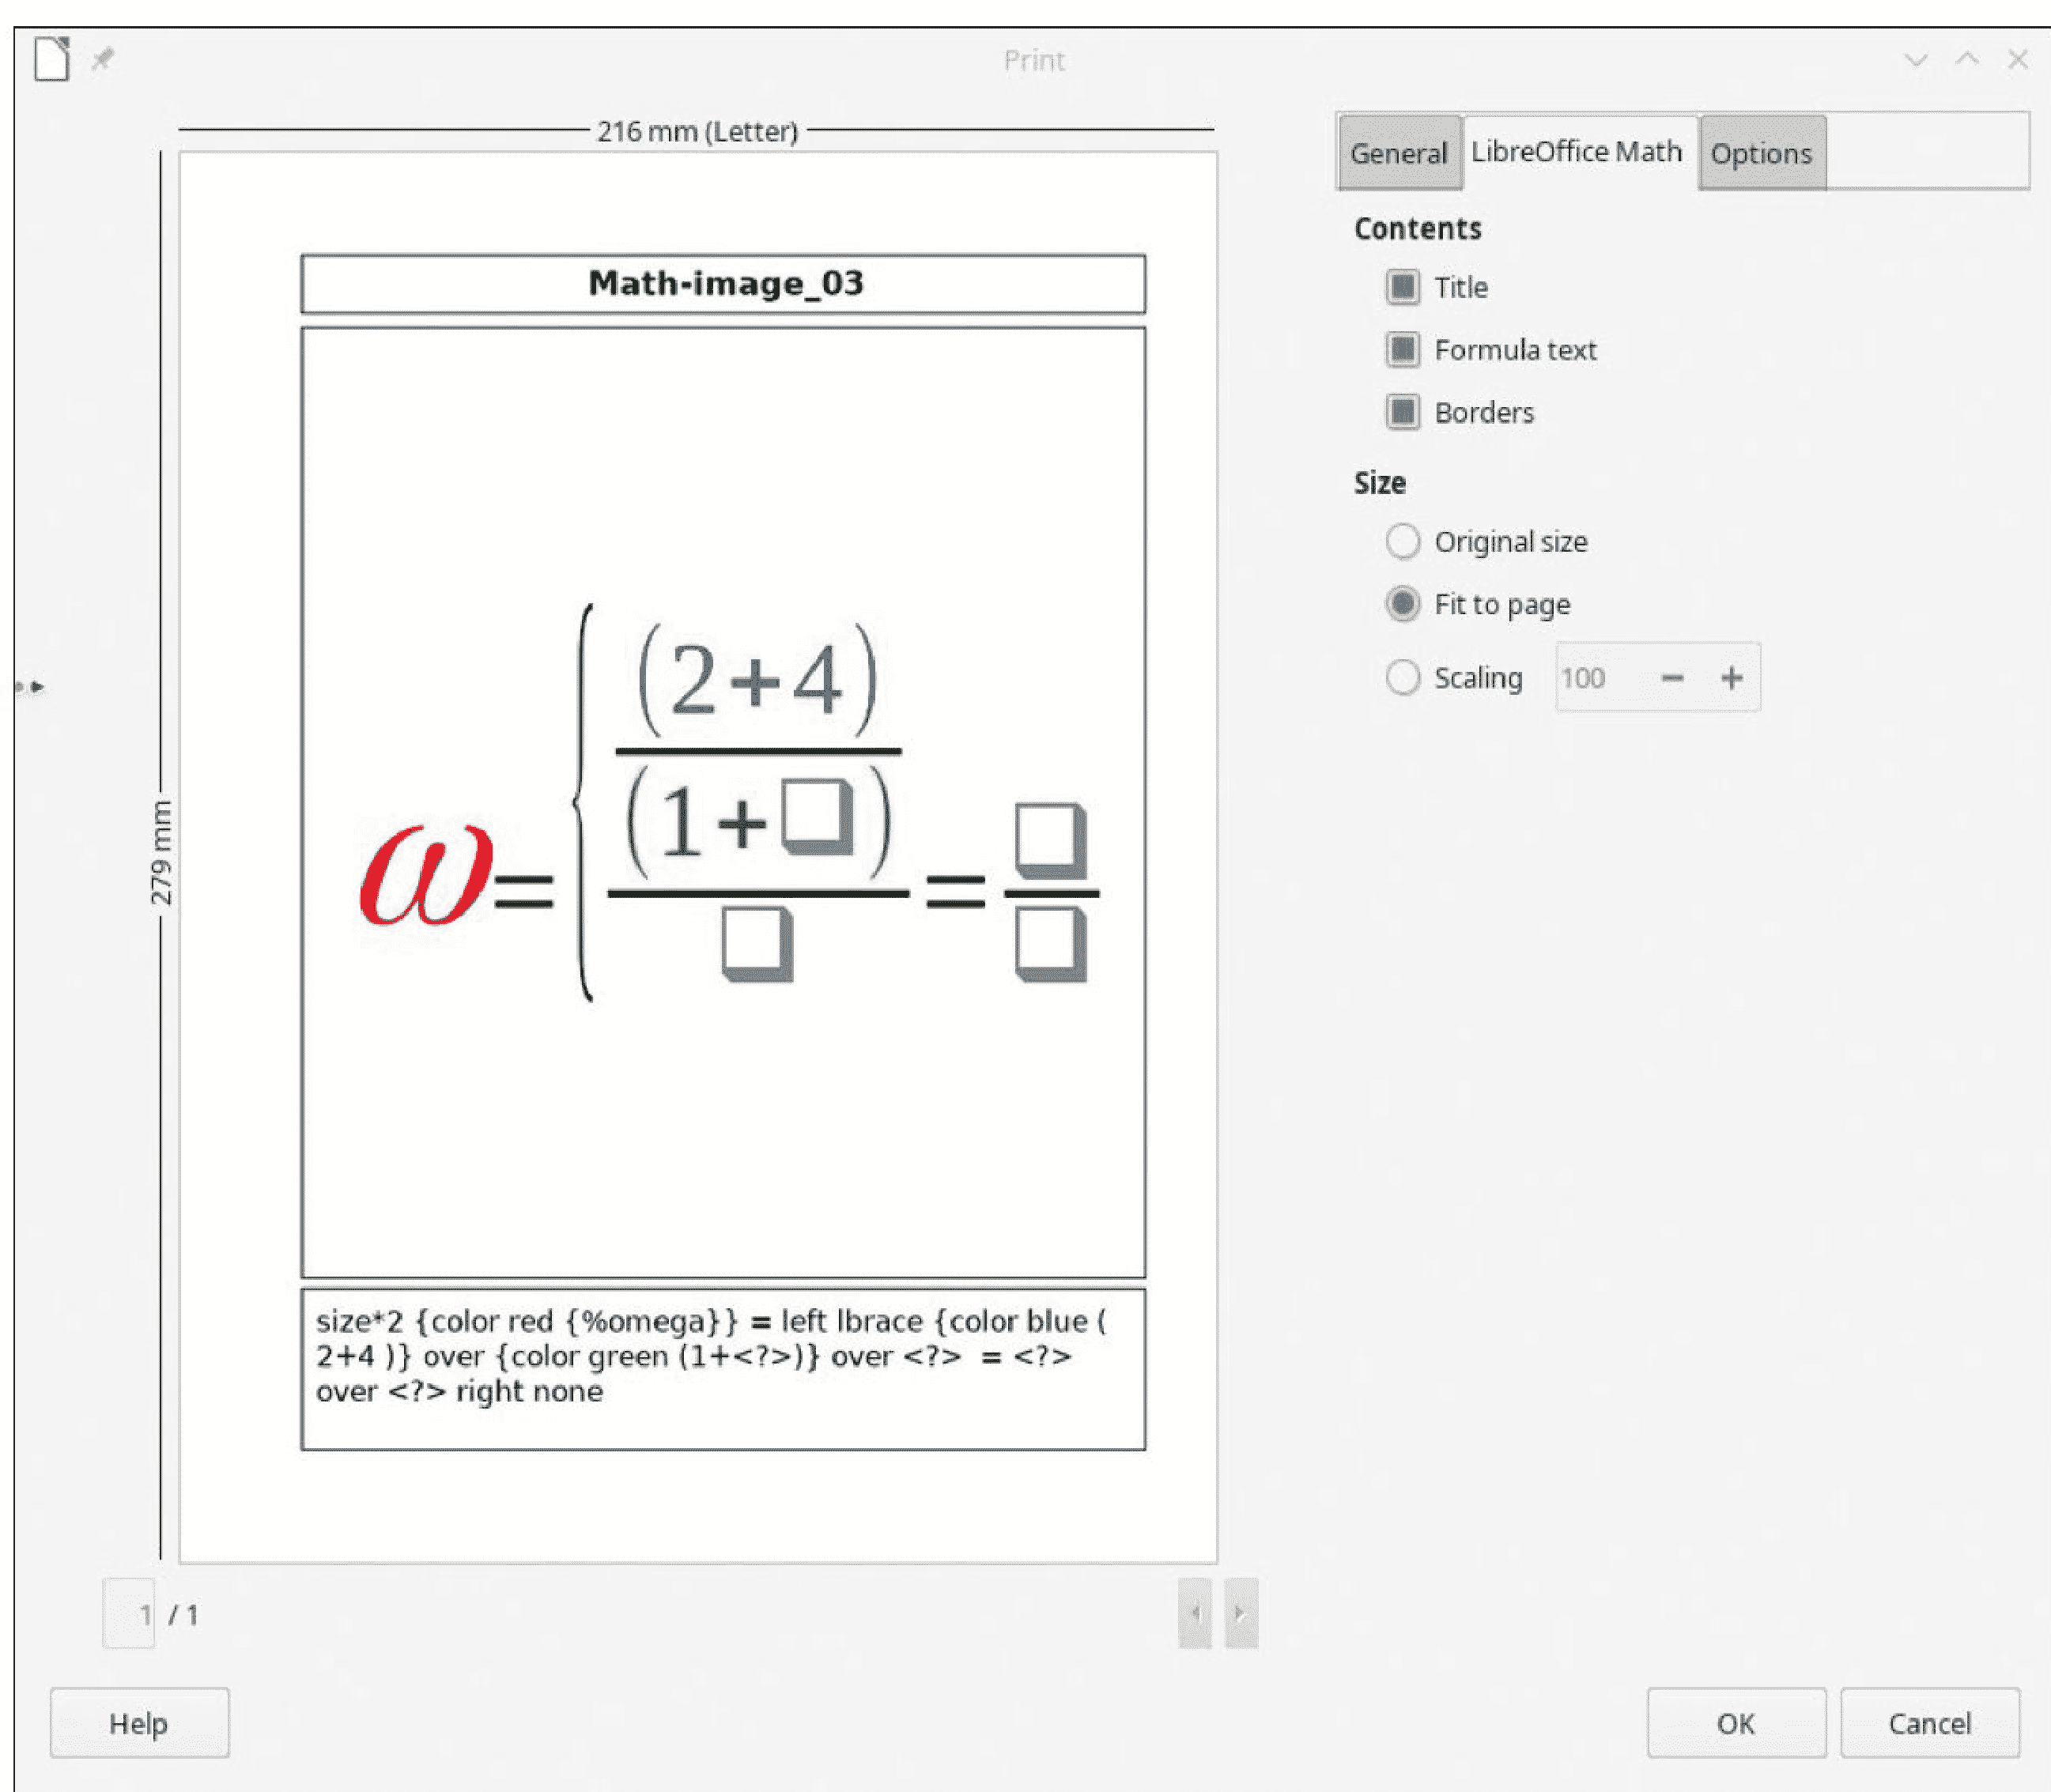 Print
216 mm (Letter)
279 mm
Math-image_03
(2+4)
(1+□)
ω= { □ = □
□
size*2 {color red {%omega}} = left lbrace {color blue (
2+4 )} over {color green (1+<?>)} over <?>  = <?>
over <?> right none
1 / 1
General LibreOffice Math Options
Contents
Title
Formula text
Borders
Size
Original size
Fit to page
Scaling 100 − +
Help
OK
Cancel